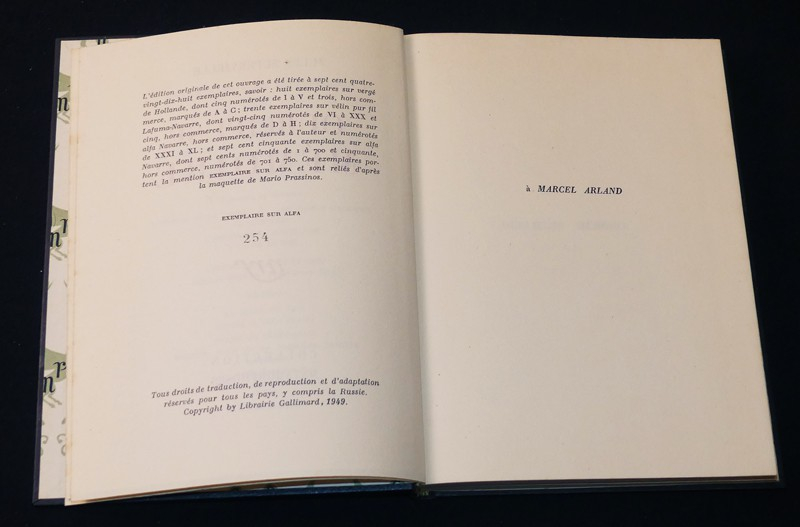 L'édition originale de cet ouvrage a été tirée à sept cent quatre-
vingt-dix-huit exemplaires, savoir : huit exemplaires sur vergé
de Hollande, dont cinq numérotés de I à V et trois, hors com-
merce, marqués de A à C ; trente exemplaires sur vélin pur fil
Lafuma-Navarre, dont vingt-cinq numérotés de VI à XXX et
cinq, hors commerce, marqués de D à H ; dix exemplaires sur
alfa Navarre, hors commerce, réservés à l'auteur et numérotés
de XXXI à XL ; et sept cent cinquante exemplaires sur alfa
Navarre, dont sept cents numérotés de 1 à 700 et cinquante,
hors commerce, numérotés de 701 à 750. Ces exemplaires por-
tent la mention EXEMPLAIRE SUR ALFA et sont reliés d'après
la maquette de Mario Prassinos.
EXEMPLAIRE SUR ALFA
254
Tous droits de traduction, de reproduction et d'adaptation
réservés pour tous les pays, y compris la Russie.
Copyright by Librairie Gallimard, 1949.
à MARCEL ARLAND